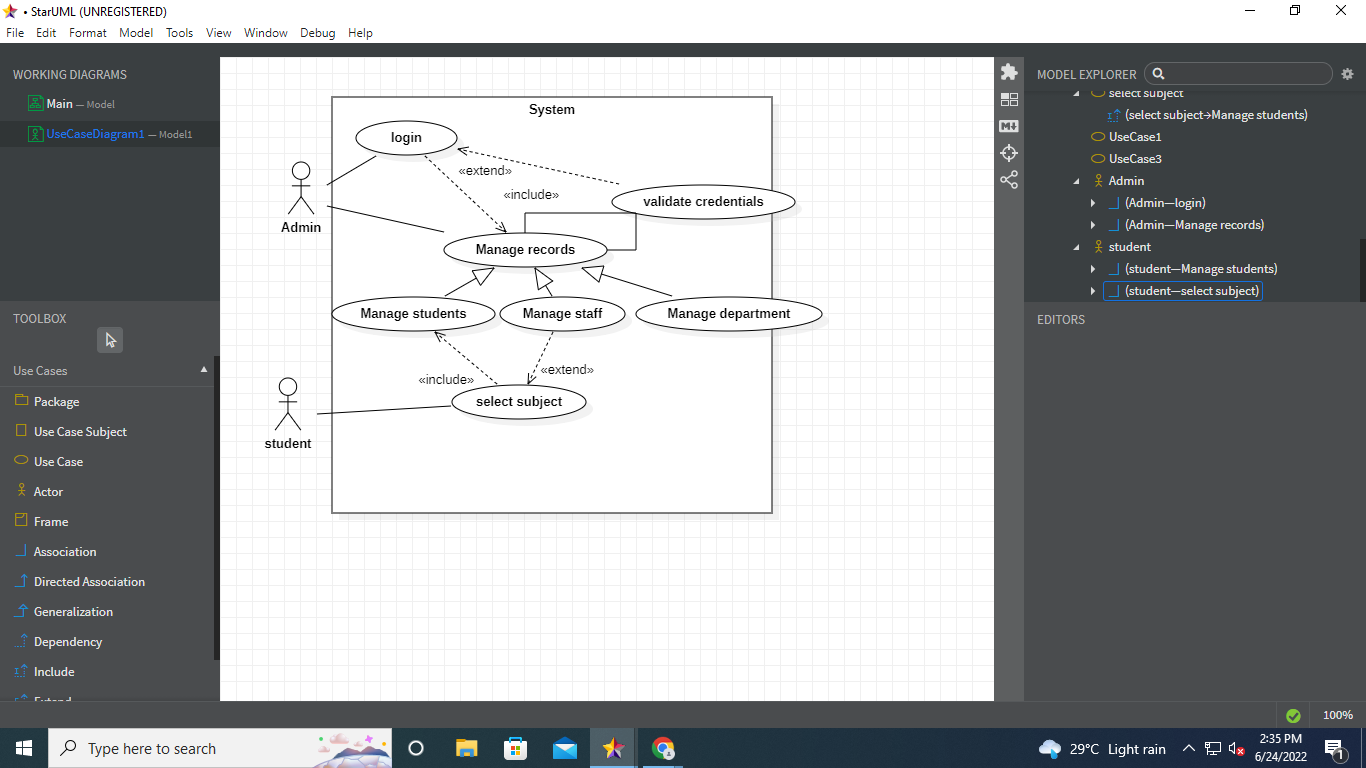 • StarUML (UNREGISTERED)
File Edit Format Model Tools View Window Debug Help
WORKING DIAGRAMS
Main — Model
UseCaseDiagram1 — Model1
TOOLBOX
Use Cases
Package
Use Case Subject
Use Case
Actor
Frame
Association
Directed Association
Generalization
Dependency
Include
Extend
System
login
«extend»
«include»
validate credentials
Admin
Manage records
Manage students
Manage staff
Manage department
«include»
«extend»
select subject
student
MODEL EXPLORER
select subject
(select subject→Manage students)
UseCase1
UseCase3
Admin
(Admin—login)
(Admin—Manage records)
student
(student—Manage students)
(student—select subject)
EDITORS
100%
Type here to search
29°C Light rain
2:35 PM
6/24/2022
1